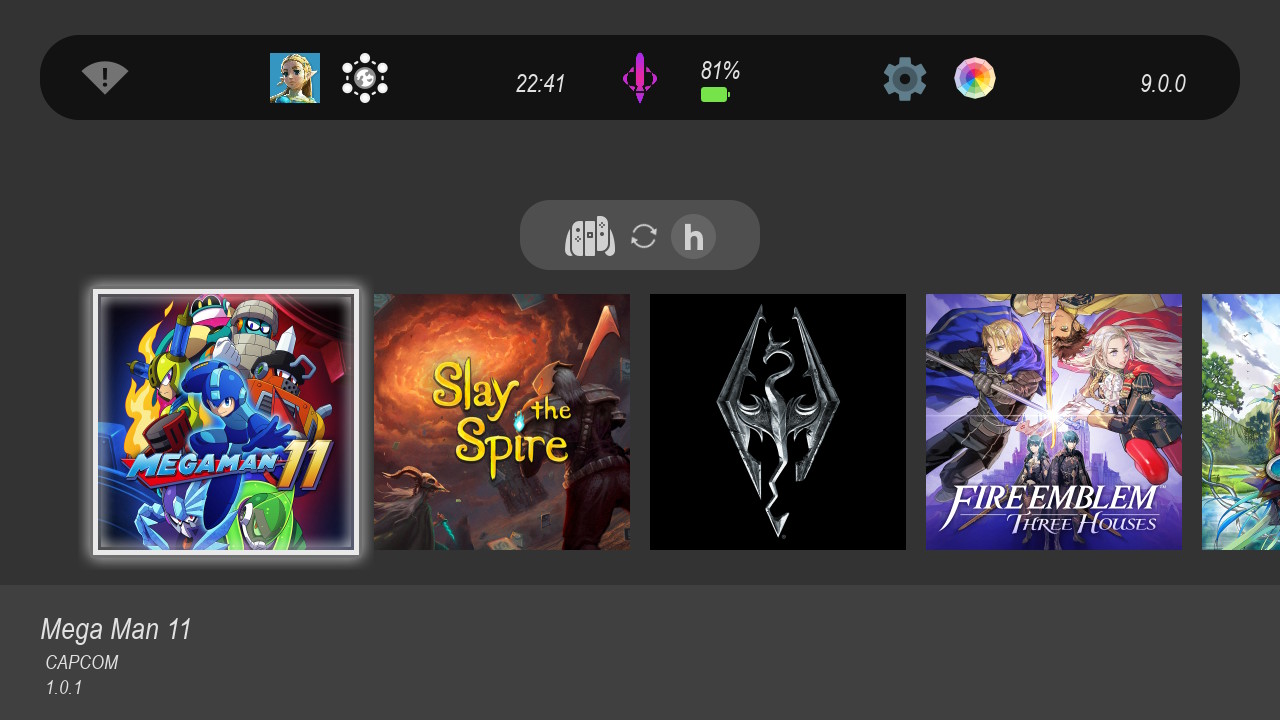 22:41
81%
9.0.0
h
MEGAMAN 11
Slay
the
Spire
FIRE EMBLEM
THREE HOUSES
Mega Man 11
CAPCOM
1.0.1